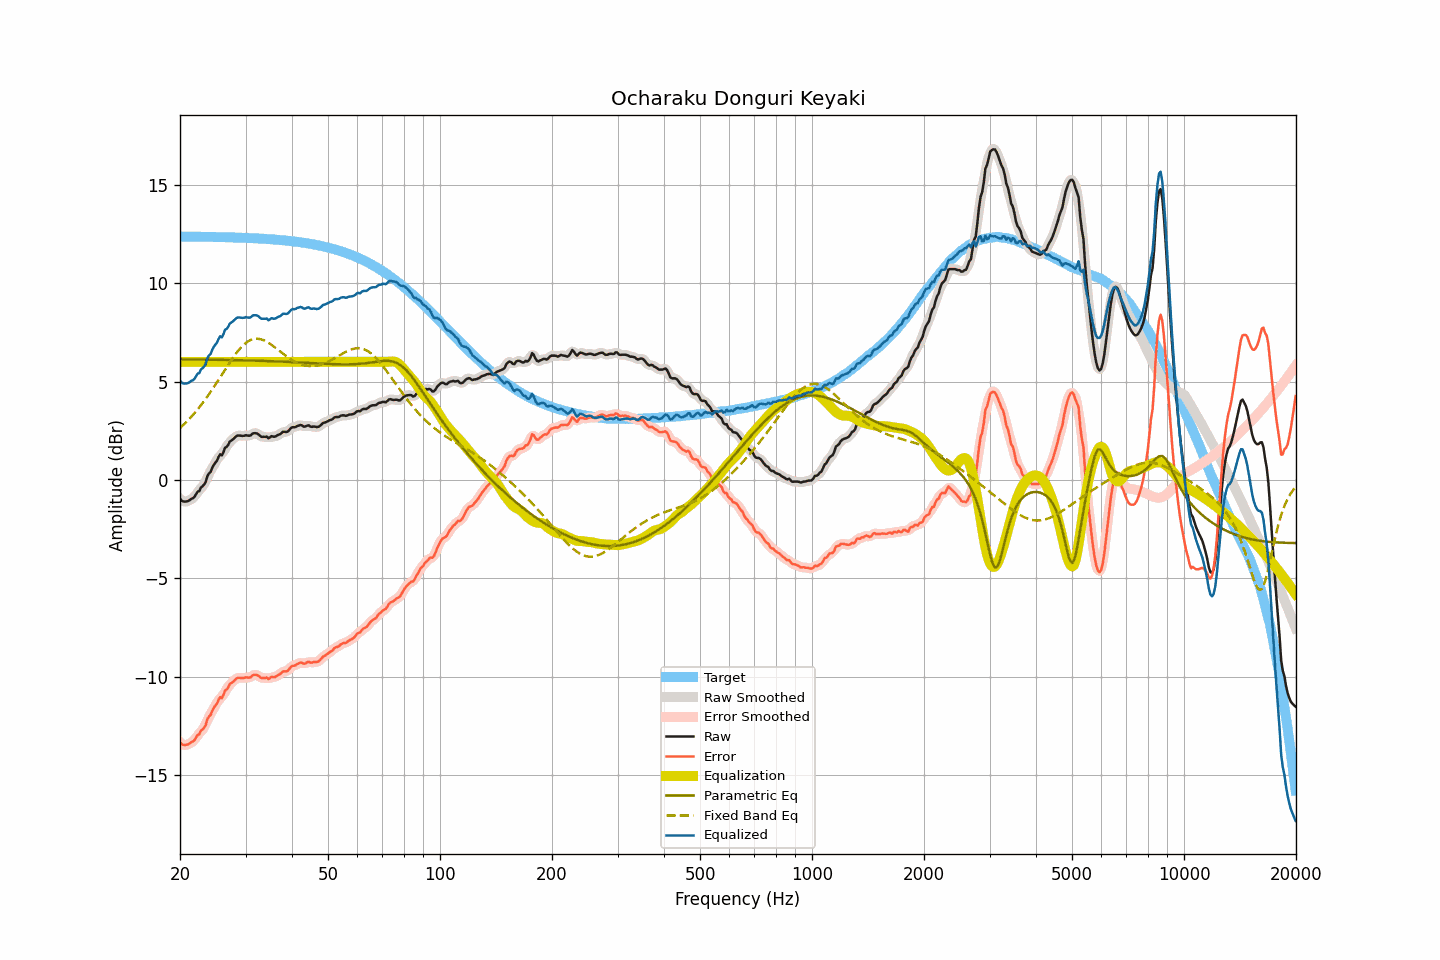 Ocharaku Donguri Keyaki
Amplitude (dBr)
15
10
5
0
−5
−10
−15
Target
Raw Smoothed
Error Smoothed
Raw
Error
Equalization
Parametric Eq
Fixed Band Eq
Equalized
20 50 100 200 500 1000 2000 5000 10000 20000
Frequency (Hz)